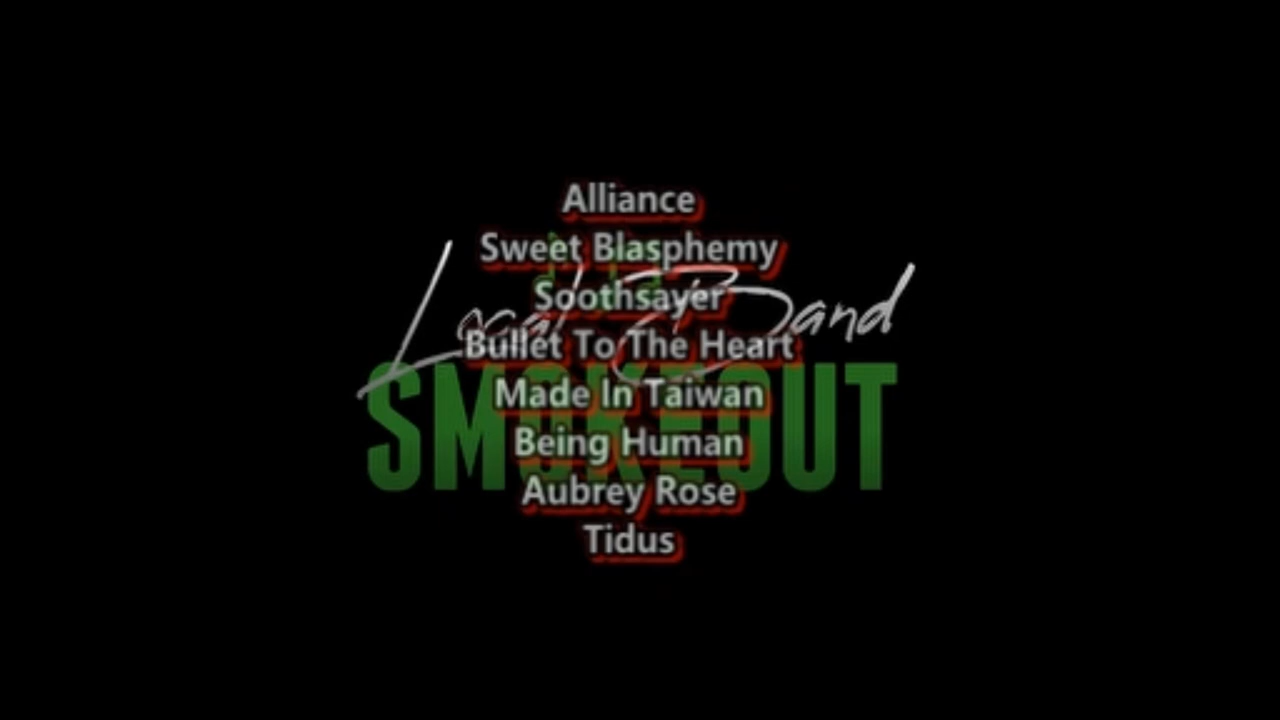 Alliance
Sweet Blasphemy
Soothsayer
Local Band
Bullet To The Heart
Made In Taiwan
SMOKEOUT
Being Human
Aubrey Rose
Tidus